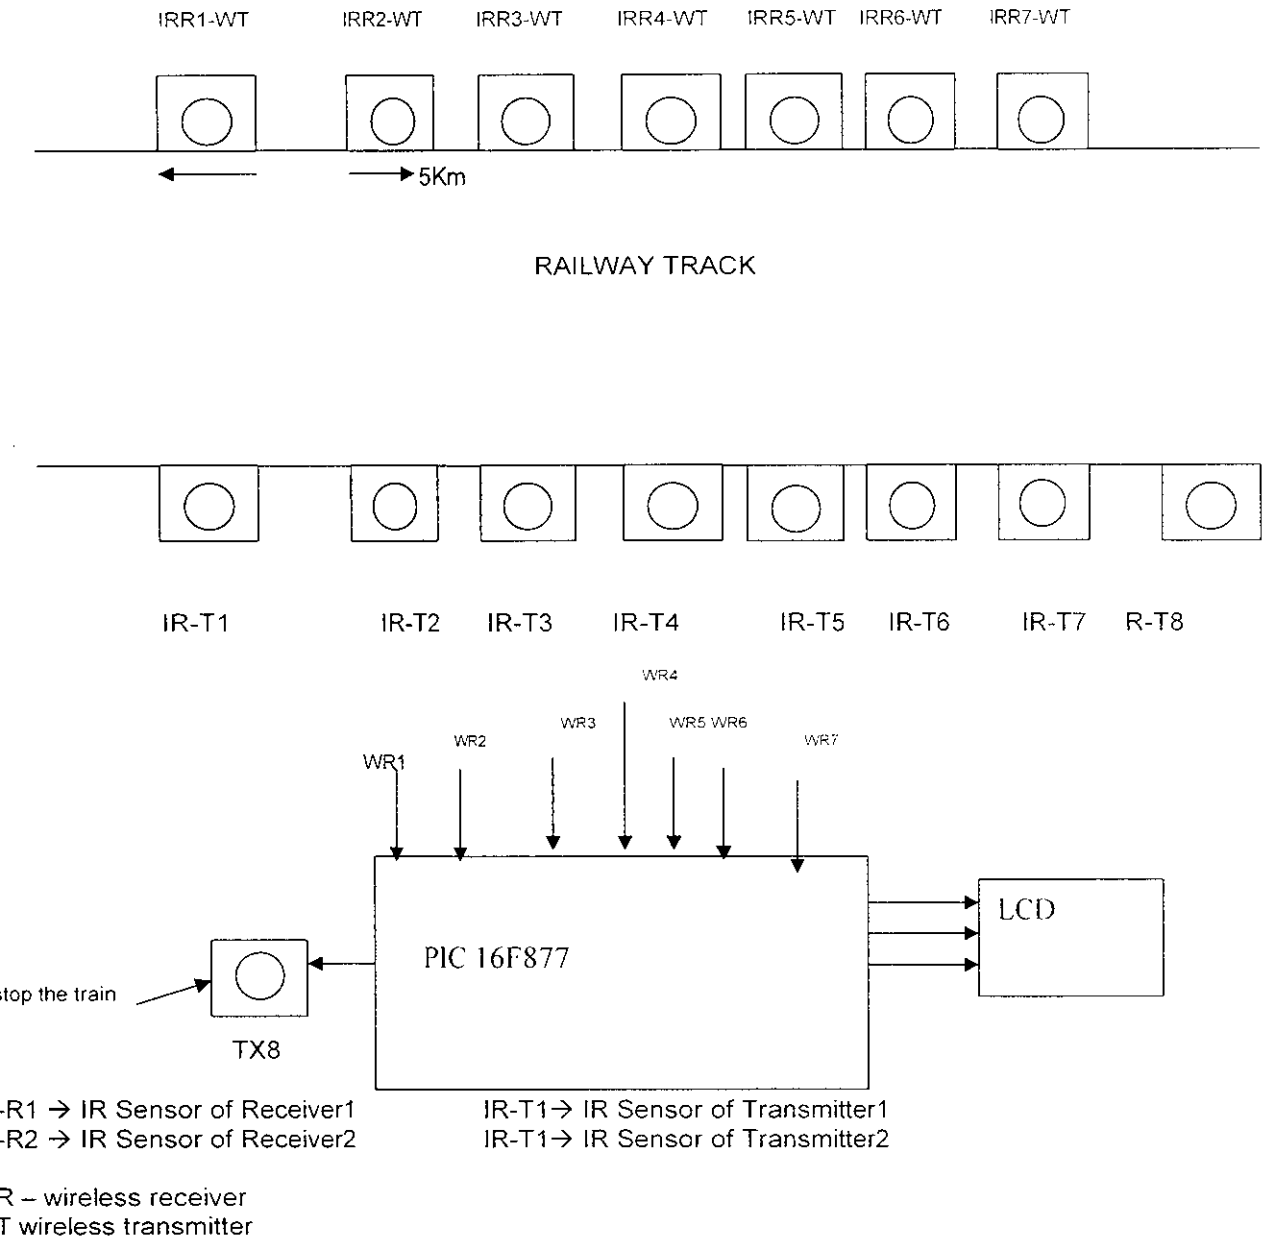 IRR1-WT IRR2-WT IRR3-WT IRR4-WT IRR5-WT IRR6-WT IRR7-WT
5Km
RAILWAY TRACK
IR-T1 IR-T2 IR-T3 IR-T4 IR-T5 IR-T6 IR-T7 R-T8
WR4
WR3 WR5 WR6
WR2 WR7
WR1
LCD
PIC 16F877
stop the train
TX8
-R1 → IR Sensor of Receiver1 IR-T1→ IR Sensor of Transmitter1
-R2 → IR Sensor of Receiver2 IR-T1→ IR Sensor of Transmitter2
R – wireless receiver
T wireless transmitter